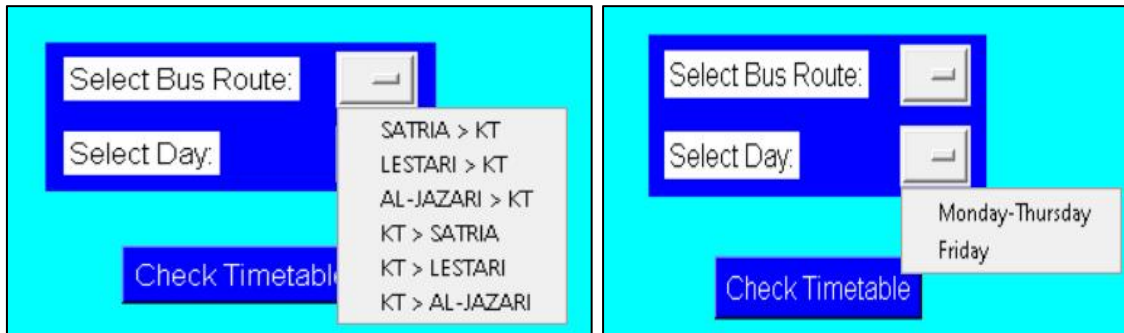 Select Bus Route:
SATRIA > KT
LESTARI > KT
Select Day:
AL-JAZARI > KT
KT > SATRIA
KT > LESTARI
KT > AL-JAZARI
Check Timetabl
Select Bus Route:
Select Day:
Monday-Thursday
Friday
Check Timetable